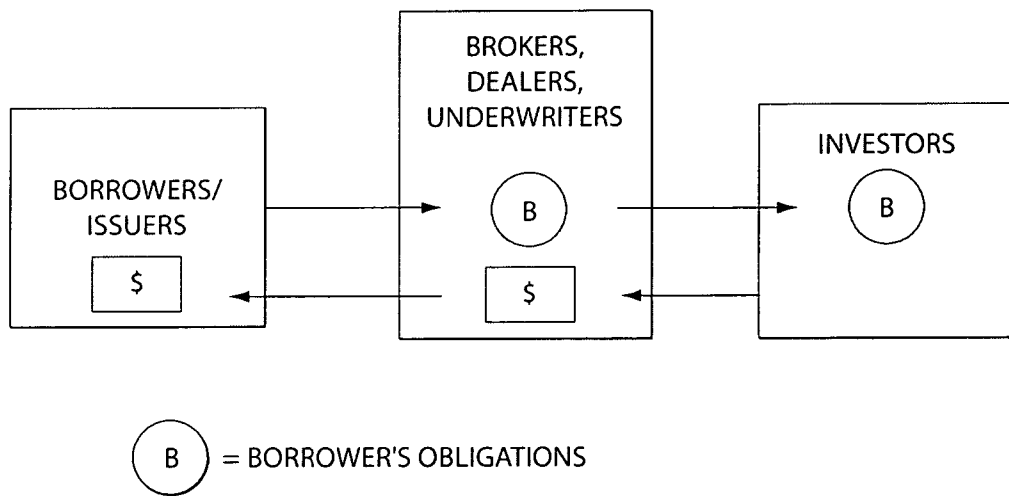 BROKERS,
DEALERS,
UNDERWRITERS
INVESTORS
BORROWERS/
ISSUERS
B
B
$
$
B = BORROWER'S OBLIGATIONS